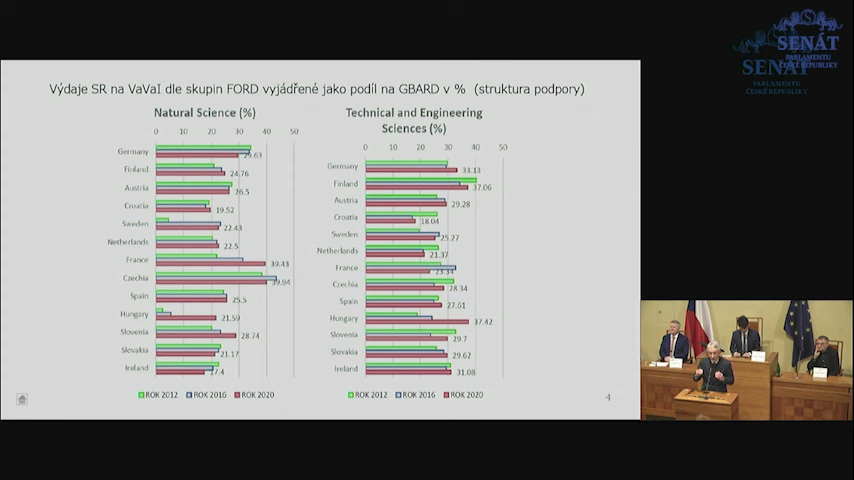 SENÁT
PARLAMENTU
ČESKÉ REPUBLIKY
SENÁT
PARLAMENTU
ČESKÉ REPUBLIKY
Výdaje SR na VaVaI dle skupin FORD vyjádřené jako podíl na GBARD v % (struktura podpory)
Natural Science (%)
0 10 20 30 40 50
Germany 29.63
Finland 24.76
Austria 26.5
Croatia 19.52
Sweden 22.43
Netherlands 22.5
France 39.43
Czechia 39.94
Spain 25.5
Hungary 21.59
Slovenia 28.74
Slovakia 21.17
Ireland 17.4
ROK 2012 ROK 2016 ROK 2020
Technical and Engineering
Sciences (%)
0 10 20 30 40 50
Germany 33.13
Finland 37.06
Austria 29.28
Croatia 18.04
Sweden 25.27
Netherlands 21.37
France 23.34
Czechia 28.34
Spain 27.61
Hungary 37.42
Slovenia 29.7
Slovakia 29.62
Ireland 31.08
ROK 2012 ROK 2016 ROK 2020
4